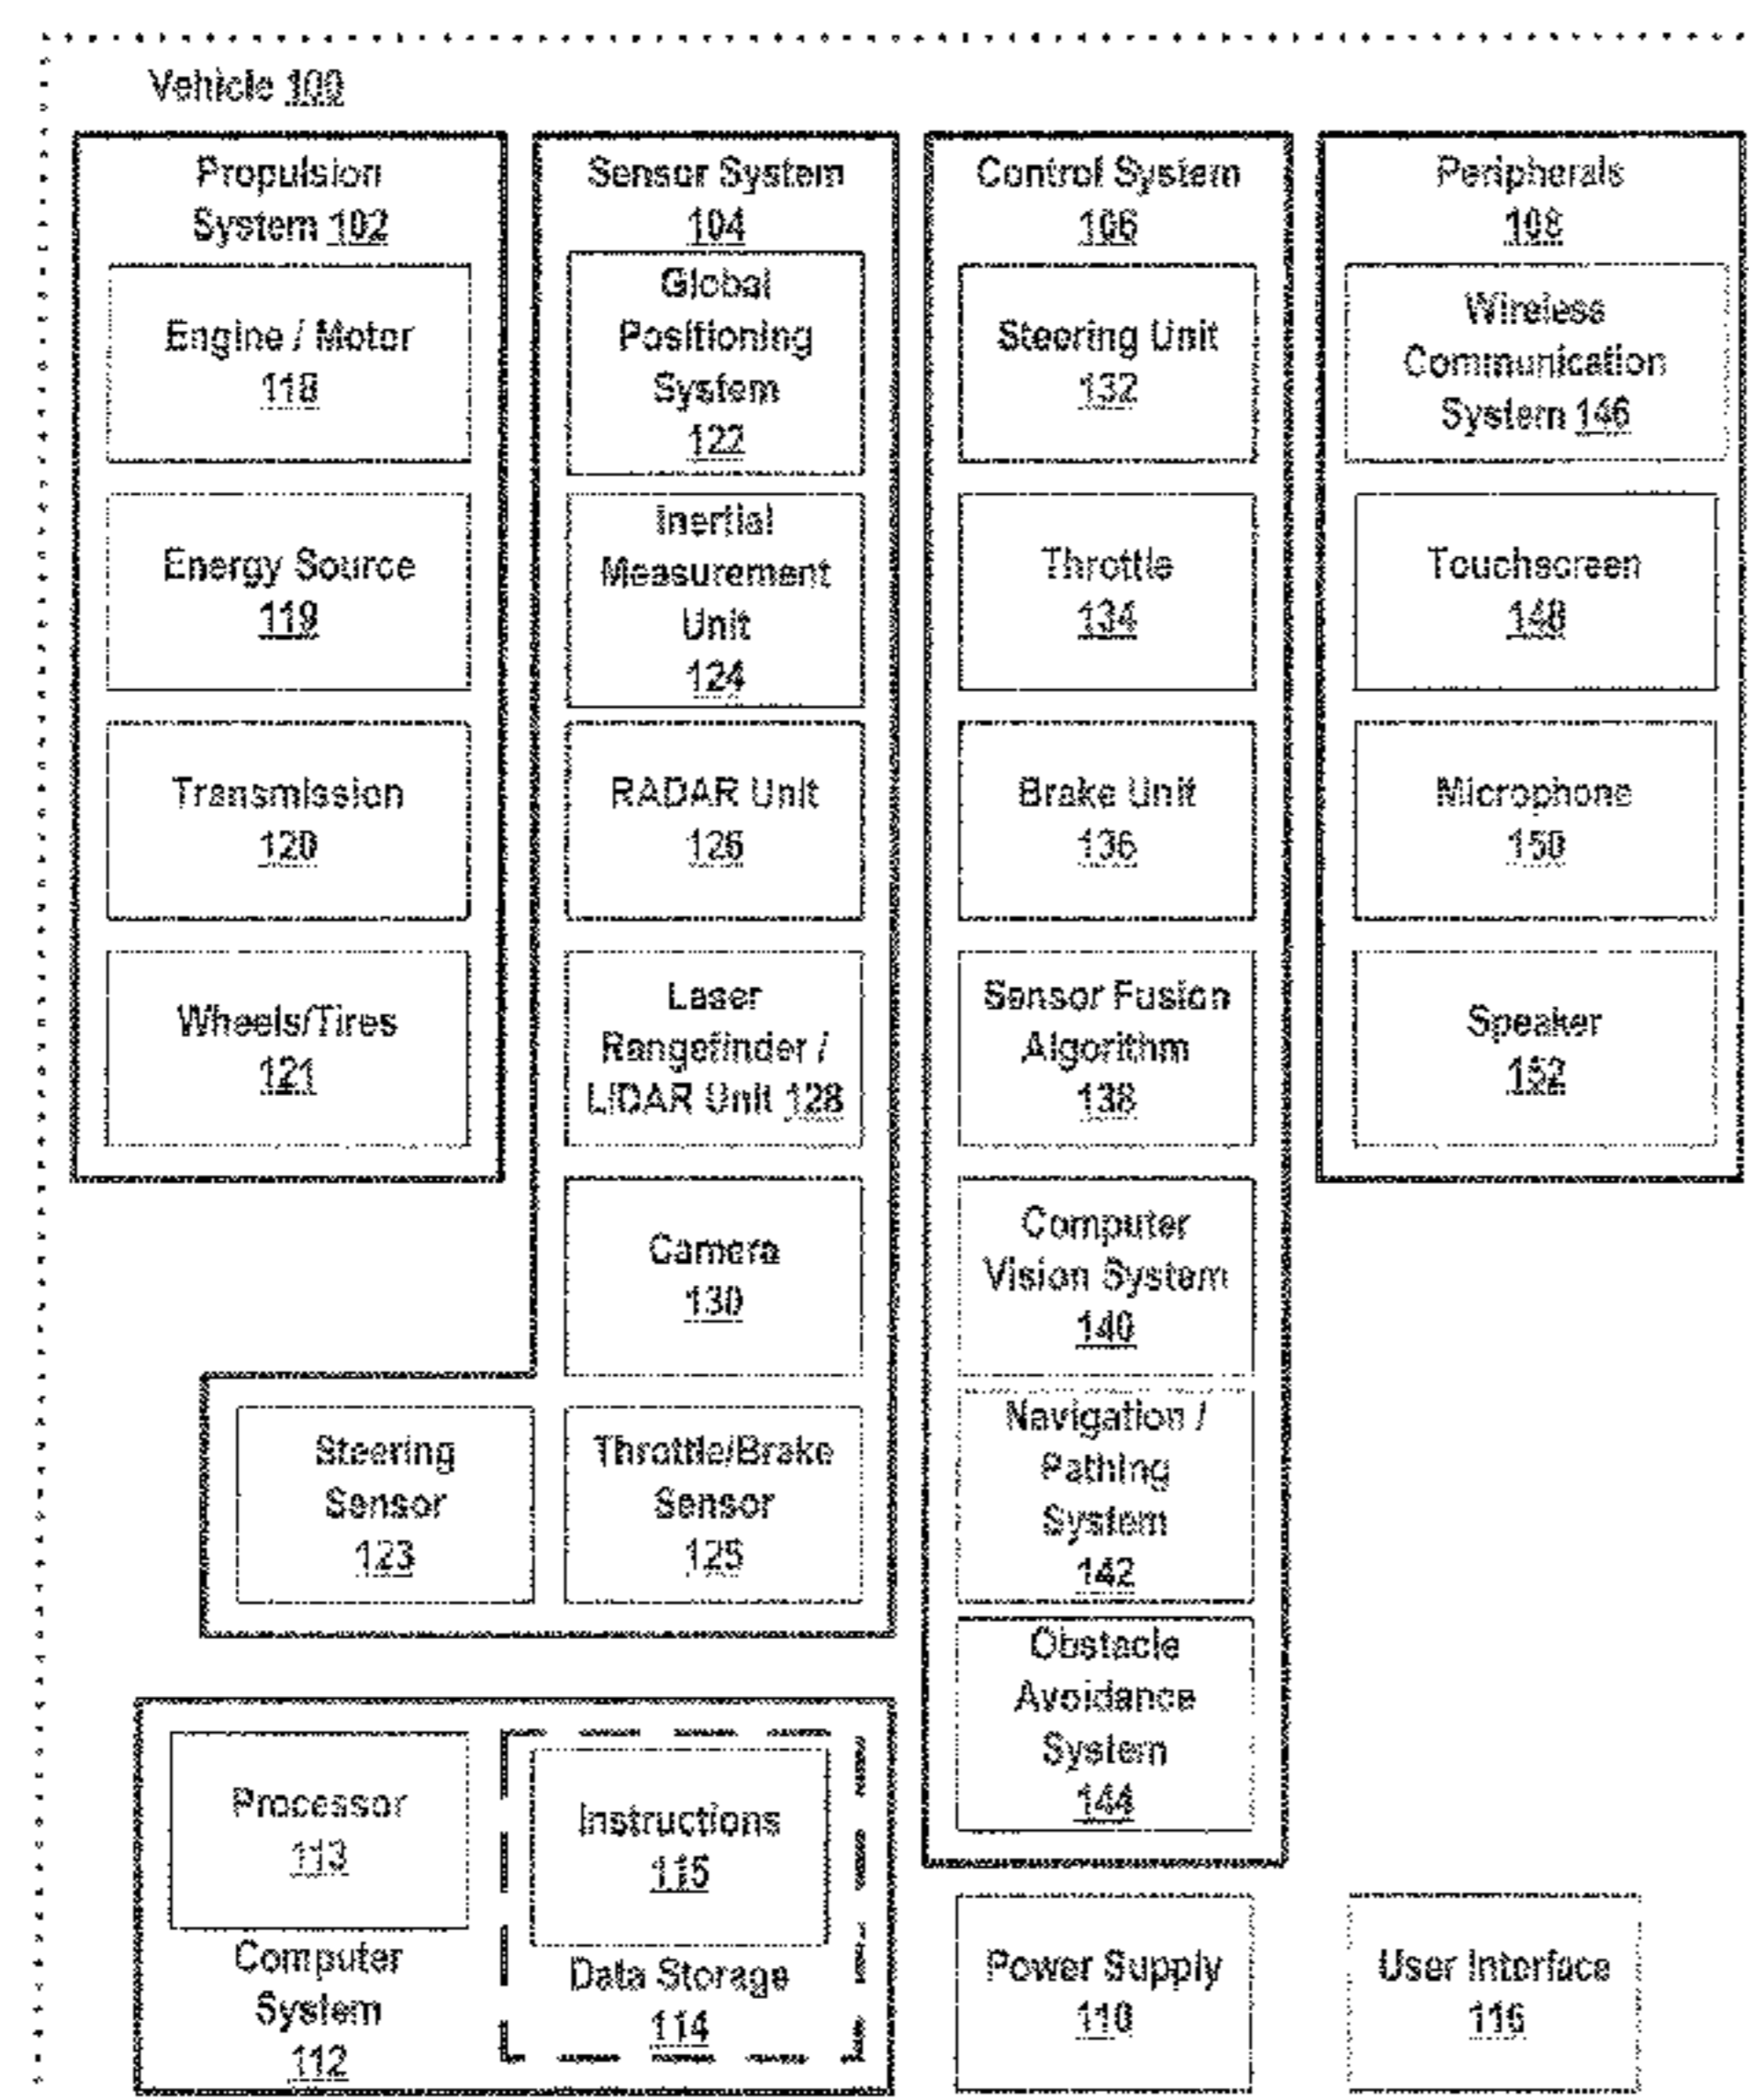 Vehicle 100
Propulsion
System 102
Engine / Motor
118
Energy Source
119
Transmission
120
Wheels/Tires
121
Sensor System
104
Global
Positioning
System
122
Inertial
Measurement
Unit
124
RADAR Unit
126
Laser
Rangefinder /
LIDAR Unit 128
Camera
130
Steering
Sensor
123
Throttle/Brake
Sensor
125
Control System
106
Steering Unit
132
Throttle
134
Brake Unit
136
Sensor Fusion
Algorithm
138
Computer
Vision System
140
Navigation /
Pathing
System
142
Obstacle
Avoidance
System
144
Peripherals
108
Wireless
Communication
System 146
Touchscreen
148
Microphone
150
Speaker
152
Processor
113
Computer
System
112
Instructions
115
Data Storage
114
Power Supply
110
User Interface
116